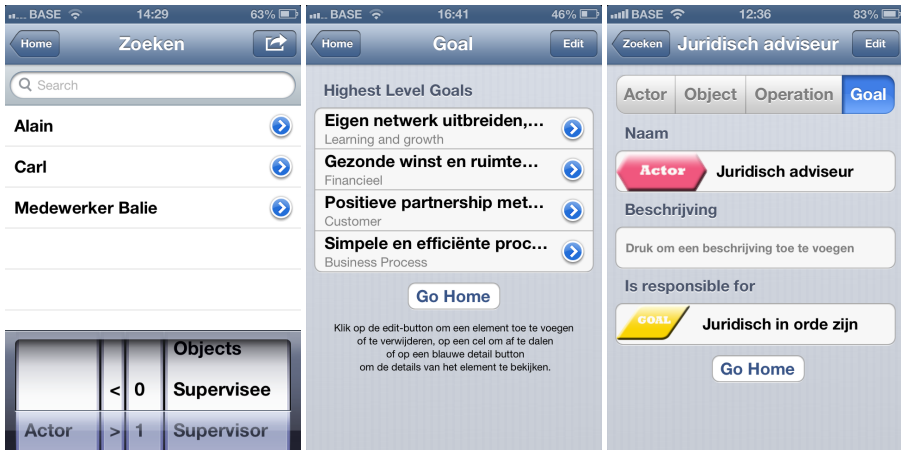 BASE 14:29 63%
Home Zoeken
Search
Alain
Carl
Medewerker Balie
Objects
< 0 Supervisee
Actor > 1 Supervisor
BASE 16:41 46%
Home Goal Edit
Highest Level Goals
Eigen netwerk uitbreiden,...
Learning and growth
Gezonde winst en ruimte...
Financieel
Positieve partnership met...
Customer
Simpele en efficiënte proc...
Business Process
Go Home
Klik op de edit-button om een element toe te voegen
of te verwijderen, op een cel om af te dalen
of op een blauwe detail button
om de details van het element te bekijken.
BASE 12:36 83%
Zoeken Juridisch adviseur Edit
Actor Object Operation Goal
Naam
Actor Juridisch adviseur
Beschrijving
Druk om een beschrijving toe te voegen
Is responsible for
GOAL Juridisch in orde zijn
Go Home